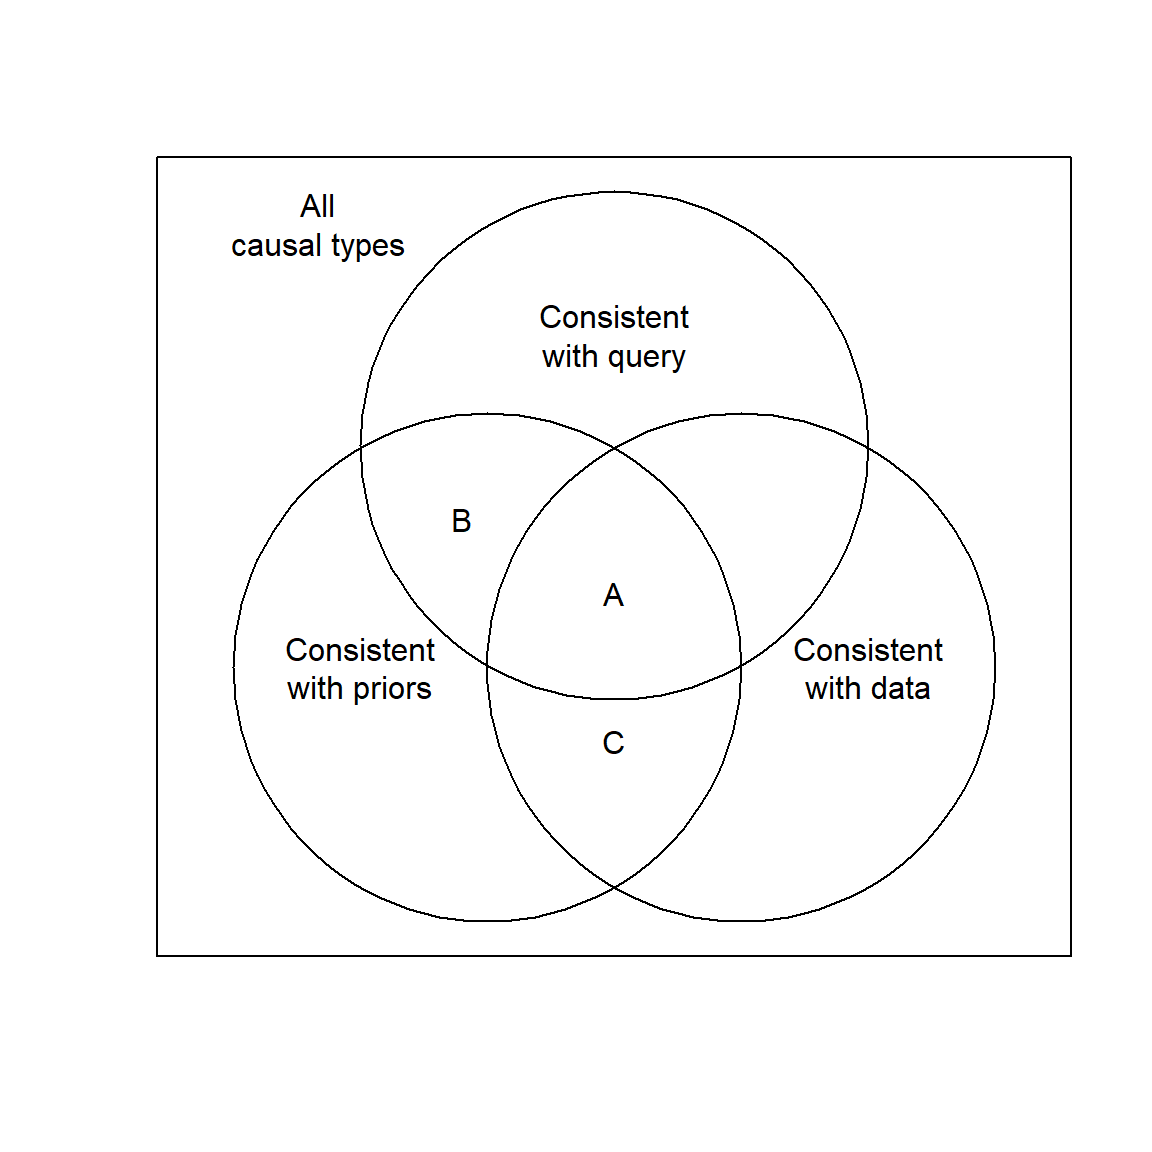 All
causal types
Consistent
with query
B
A
Consistent
with priors
Consistent
with data
C